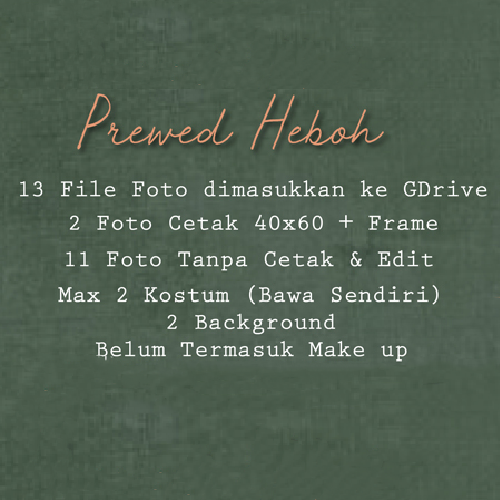 Prewed Heboh
13 File Foto dimasukkan ke GDrive
2 Foto Cetak 40x60 + Frame
11 Foto Tanpa Cetak & Edit
Max 2 Kostum (Bawa Sendiri)
2 Background
Belum Termasuk Make up